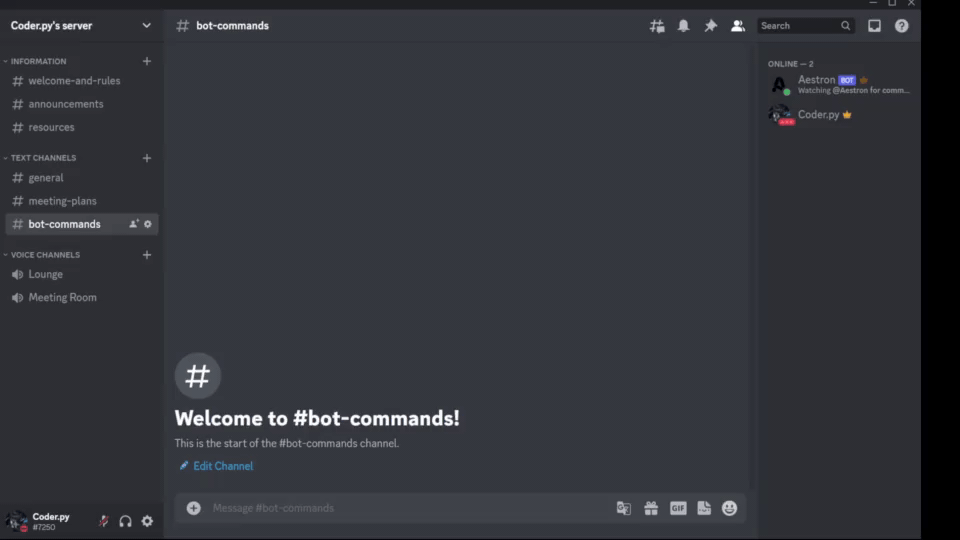 Coder.py's server
bot-commands
Search
INFORMATION
welcome-and-rules
announcements
resources
TEXT CHANNELS
general
meeting-plans
bot-commands
VOICE CHANNELS
Lounge
Meeting Room
Coder.py
#7250
Welcome to #bot-commands!
This is the start of the #bot-commands channel.
Edit Channel
Message #bot-commands
GIF
ONLINE — 2
Aestron BOT
Watching @Aestron for comm...
Coder.py